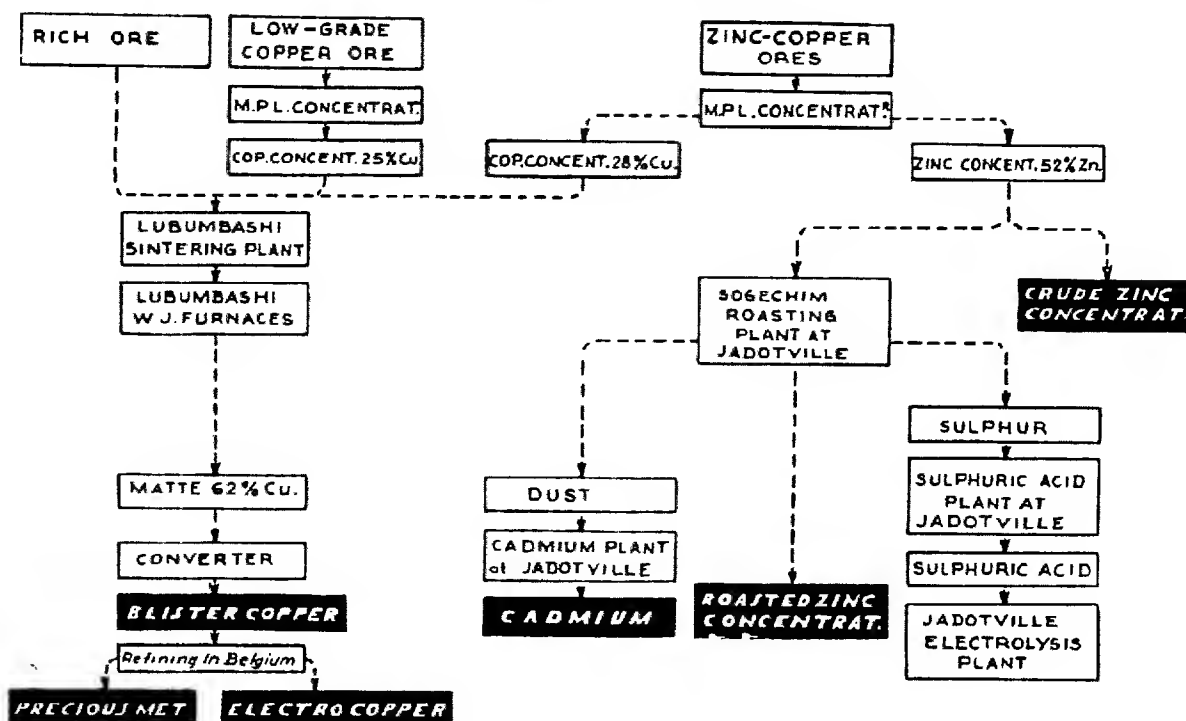 RICH ORE
LOW-GRADE
COPPER ORE
M.P.L. CONCENTRAT.
COP. CONCENT. 25% Cu
ZINC-COPPER
ORES
M.P.L. CONCENTRAT.R
COP. CONCENT. 28% Cu.
ZINC CONCENT. 52% Zn
LUBUMBASHI
SINTERING PLANT
LUBUMBASHI
W.J. FURNACES
MATTE 62% Cu.
CONVERTER
BLISTER COPPER
Refining in Belgium
PRECIOUS MET
ELECTRO COPPER
SOGECHIM
ROASTING
PLANT AT
JADOTVILLE
CRUDE ZINC
CONCENTRAT.
DUST
CADMIUM PLANT
at JADOTVILLE
CADMIUM
ROASTED ZINC
CONCENTRAT.
SULPHUR
SULPHURIC ACID
PLANT AT
JADOTVILLE
SULPHURIC ACID
JADOTVILLE
ELECTROLYSIS
PLANT